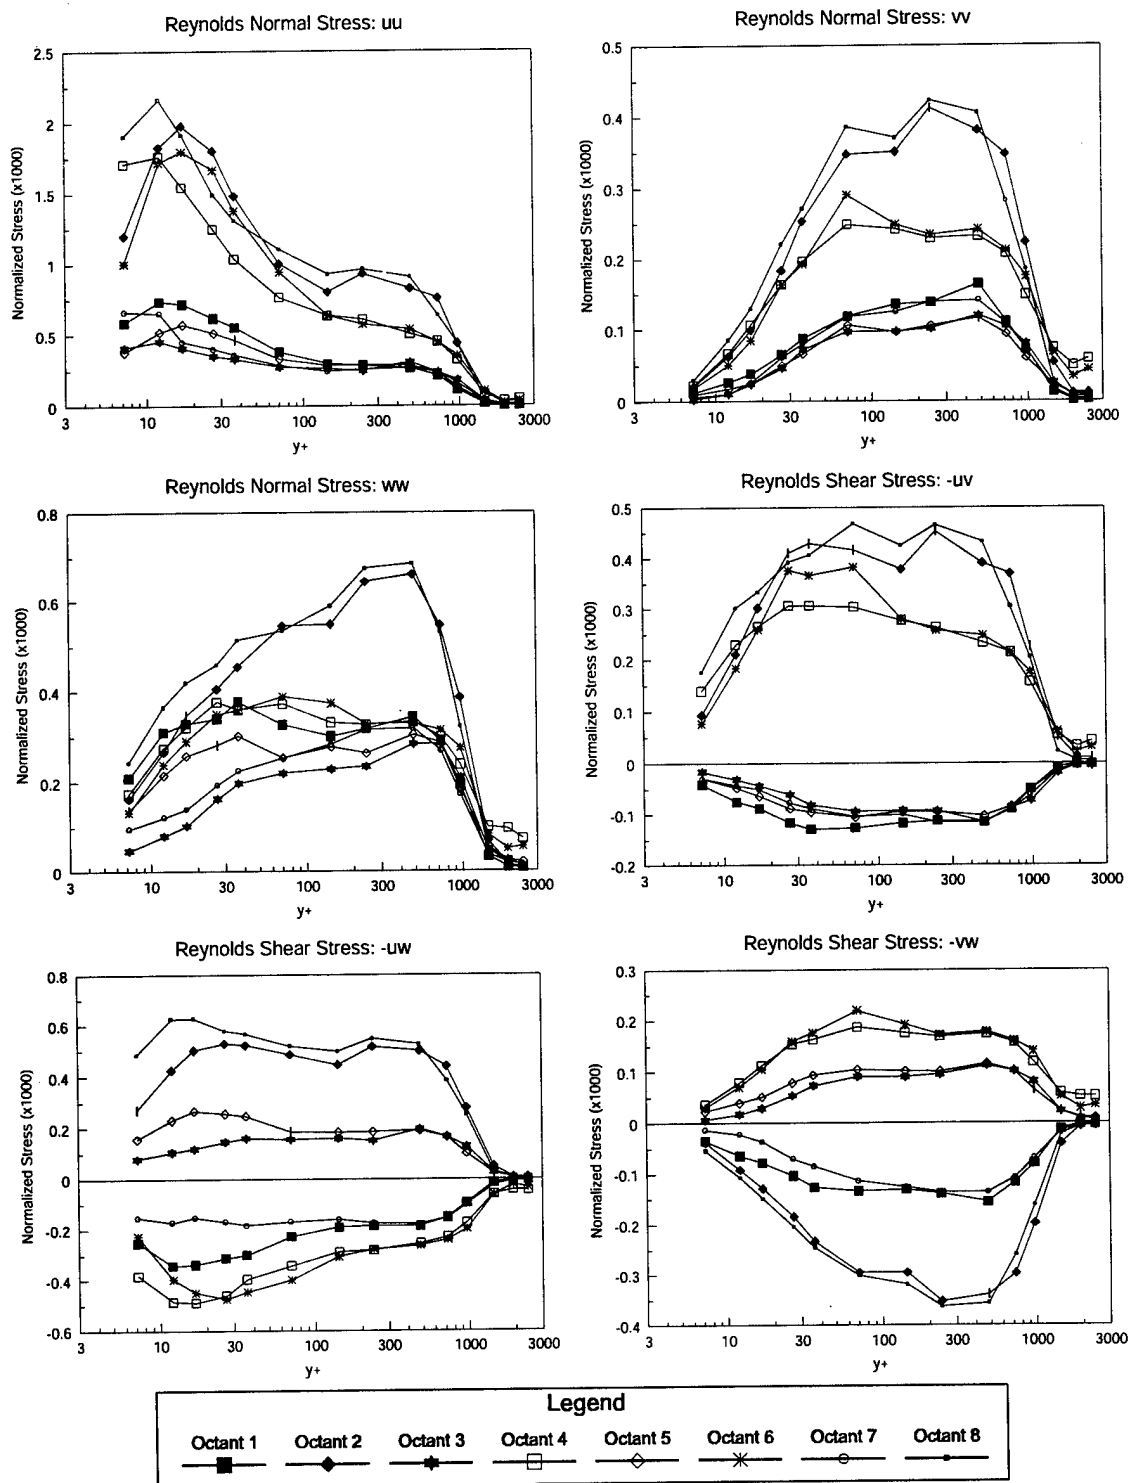 Reynolds Normal Stress: uu
Normalized Stress (x1000)
2.5
2
1.5
1
0.5
0
3 10 30 100 300 1000 3000
y+
Reynolds Normal Stress: vv
Normalized Stress (x1000)
0.5
0.4
0.3
0.2
0.1
0
3 10 30 100 300 1000 3000
y+
Reynolds Normal Stress: ww
Normalized Stress (x1000)
0.8
0.6
0.4
0.2
0
3 10 30 100 300 1000 3000
y+
Reynolds Shear Stress: -uv
Normalized Stress (x1000)
0.5
0.4
0.3
0.2
0.1
0
-0.1
-0.2
3 10 30 100 300 1000 3000
y+
Reynolds Shear Stress: -uw
Normalized Stress (x1000)
0.8
0.6
0.4
0.2
0
-0.2
-0.4
-0.6
3 10 30 100 300 1000 3000
y+
Reynolds Shear Stress: -vw
Normalized Stress (x1000)
0.3
0.2
0.1
0
-0.1
-0.2
-0.3
-0.4
3 10 30 100 300 1000 3000
y+
Legend
Octant 1 Octant 2 Octant 3 Octant 4 Octant 5 Octant 6 Octant 7 Octant 8